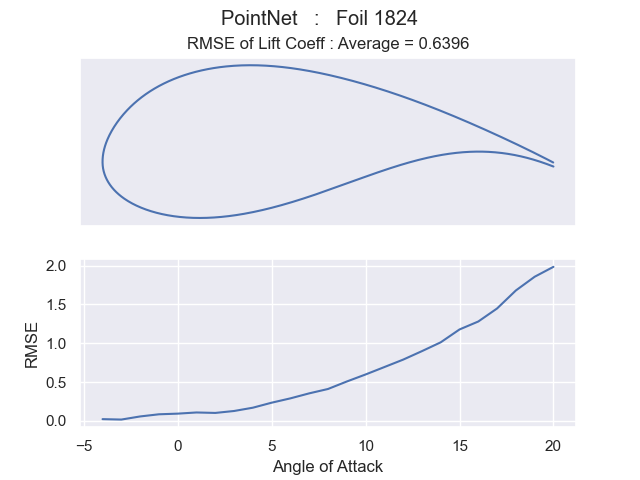 PointNet : Foil 1824
RMSE of Lift Coeff : Average = 0.6396
2.0
1.5
1.0
0.5
0.0
RMSE
−5 0 5 10 15 20
Angle of Attack